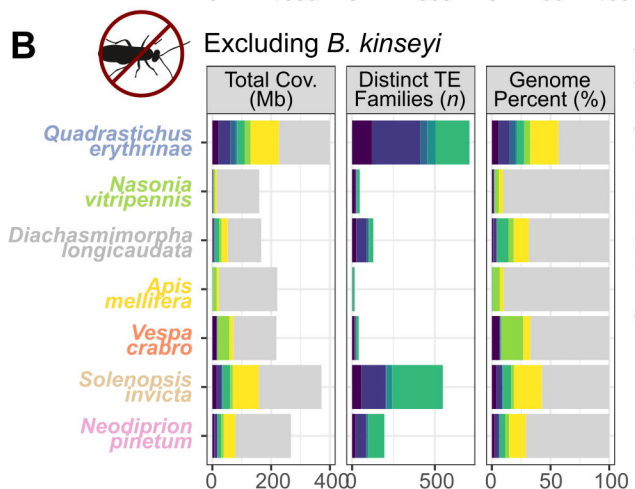 B
Excluding B. kinseyi
Total Cov.
(Mb)
Distinct TE
Families (n)
Genome
Percent (%)
Quadrastichus
erythrinae
Nasonia
vitripennis
Diachasmimorpha
longicaudata
Apis
mellifera
Vespa
crabro
Solenopsis
invicta
Neodiprion
pinetum
0 200 400 0 500 0 50 100